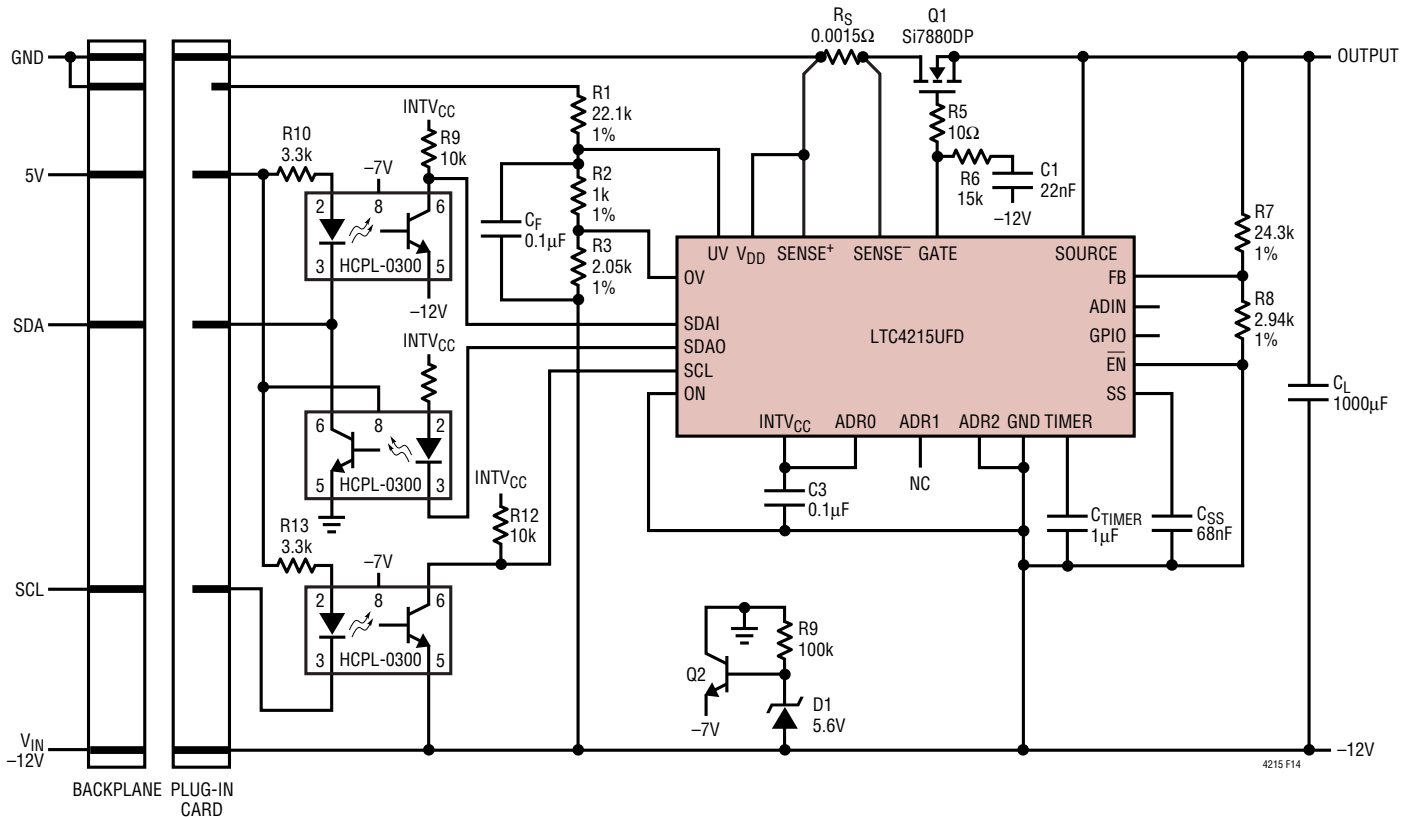 GND
5V
SDA
SCL
VIN
–12V
BACKPLANE
PLUG-IN
CARD
R10
3.3k
–7V
INTVCC
R9
10k
2
8
6
3
HCPL-0300
5
–12V
INTVCC
6
8
2
5
HCPL-0300
3
R13
3.3k
–7V
INTVCC
R12
10k
2
8
6
3
HCPL-0300
5
CF
0.1µF
R1
22.1k
1%
R2
1k
1%
R3
2.05k
1%
RS
0.0015Ω
Q1
Si7880DP
R5
10Ω
R6
15k
C1
22nF
–12V
UV
VDD
SENSE+
SENSE–
GATE
SOURCE
OV
SDAI
SDAO
SCL
ON
LTC4215UFD
FB
ADIN
GPIO
EN
SS
INTVCC
ADR0
ADR1
ADR2
GND
TIMER
NC
C3
0.1µF
CTIMER
1µF
CSS
68nF
R7
24.3k
1%
R8
2.94k
1%
CL
1000µF
OUTPUT
Q2
–7V
R9
100k
D1
5.6V
–12V
4215 F14